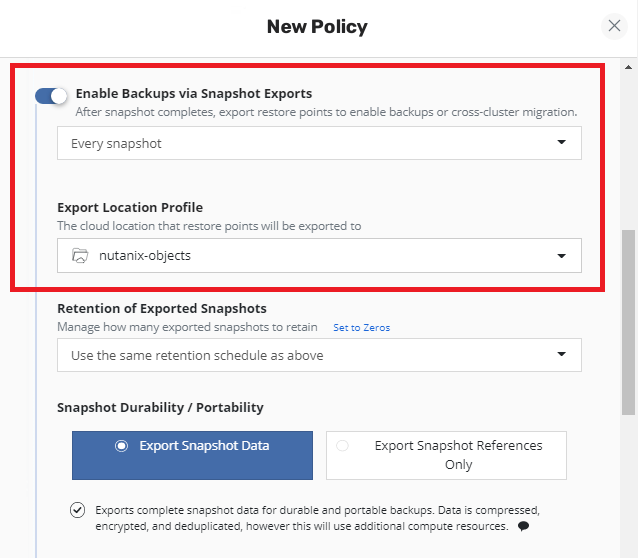 New Policy
Enable Backups via Snapshot Exports
After snapshot completes, export restore points to enable backups or cross-cluster migration.
Every snapshot
Export Location Profile
The cloud location that restore points will be exported to
nutanix-objects
Retention of Exported Snapshots
Manage how many exported snapshots to retain Set to Zeros
Use the same retention schedule as above
Snapshot Durability / Portability
Export Snapshot Data
Export Snapshot References
Only
Exports complete snapshot data for durable and portable backups. Data is compressed,
encrypted, and deduplicated, however this will use additional compute resources.